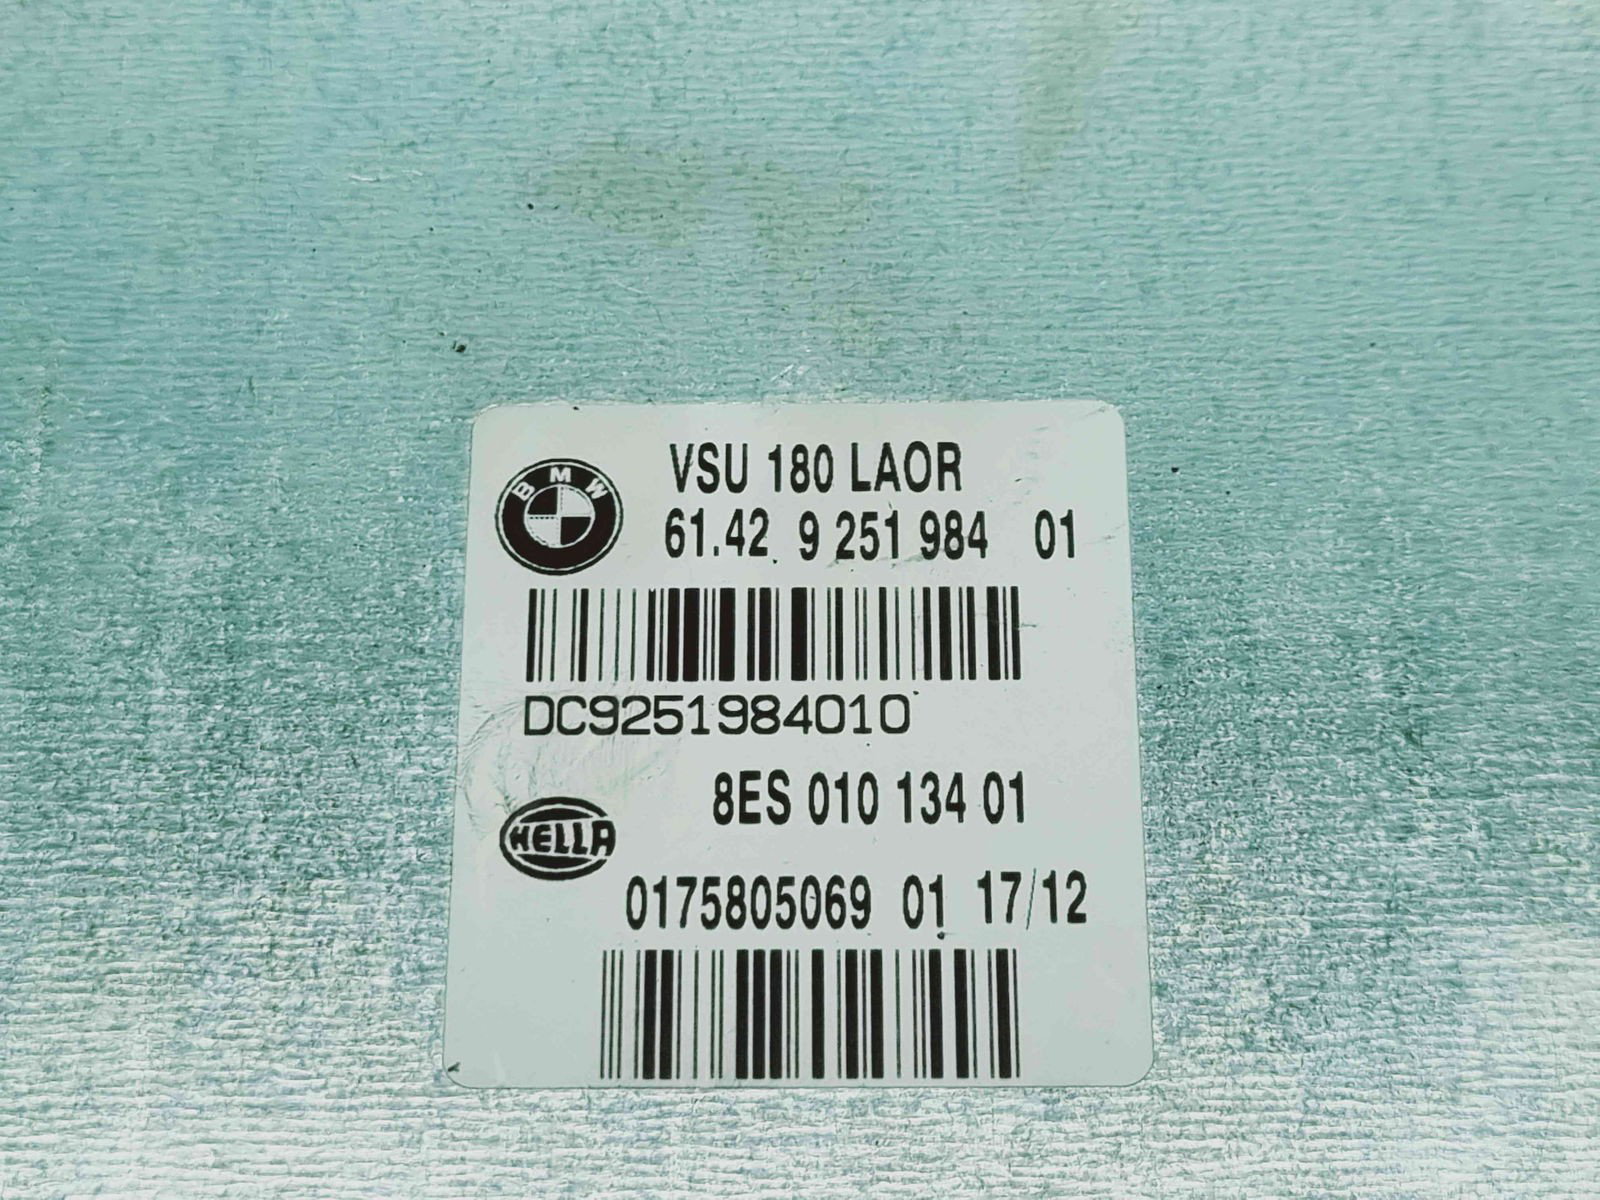 VSU 180 LAOR
BMW
61.42 9 251 984 01
DC9251984010
8ES 010 134 01
HELLA
0175805069 01 17/12